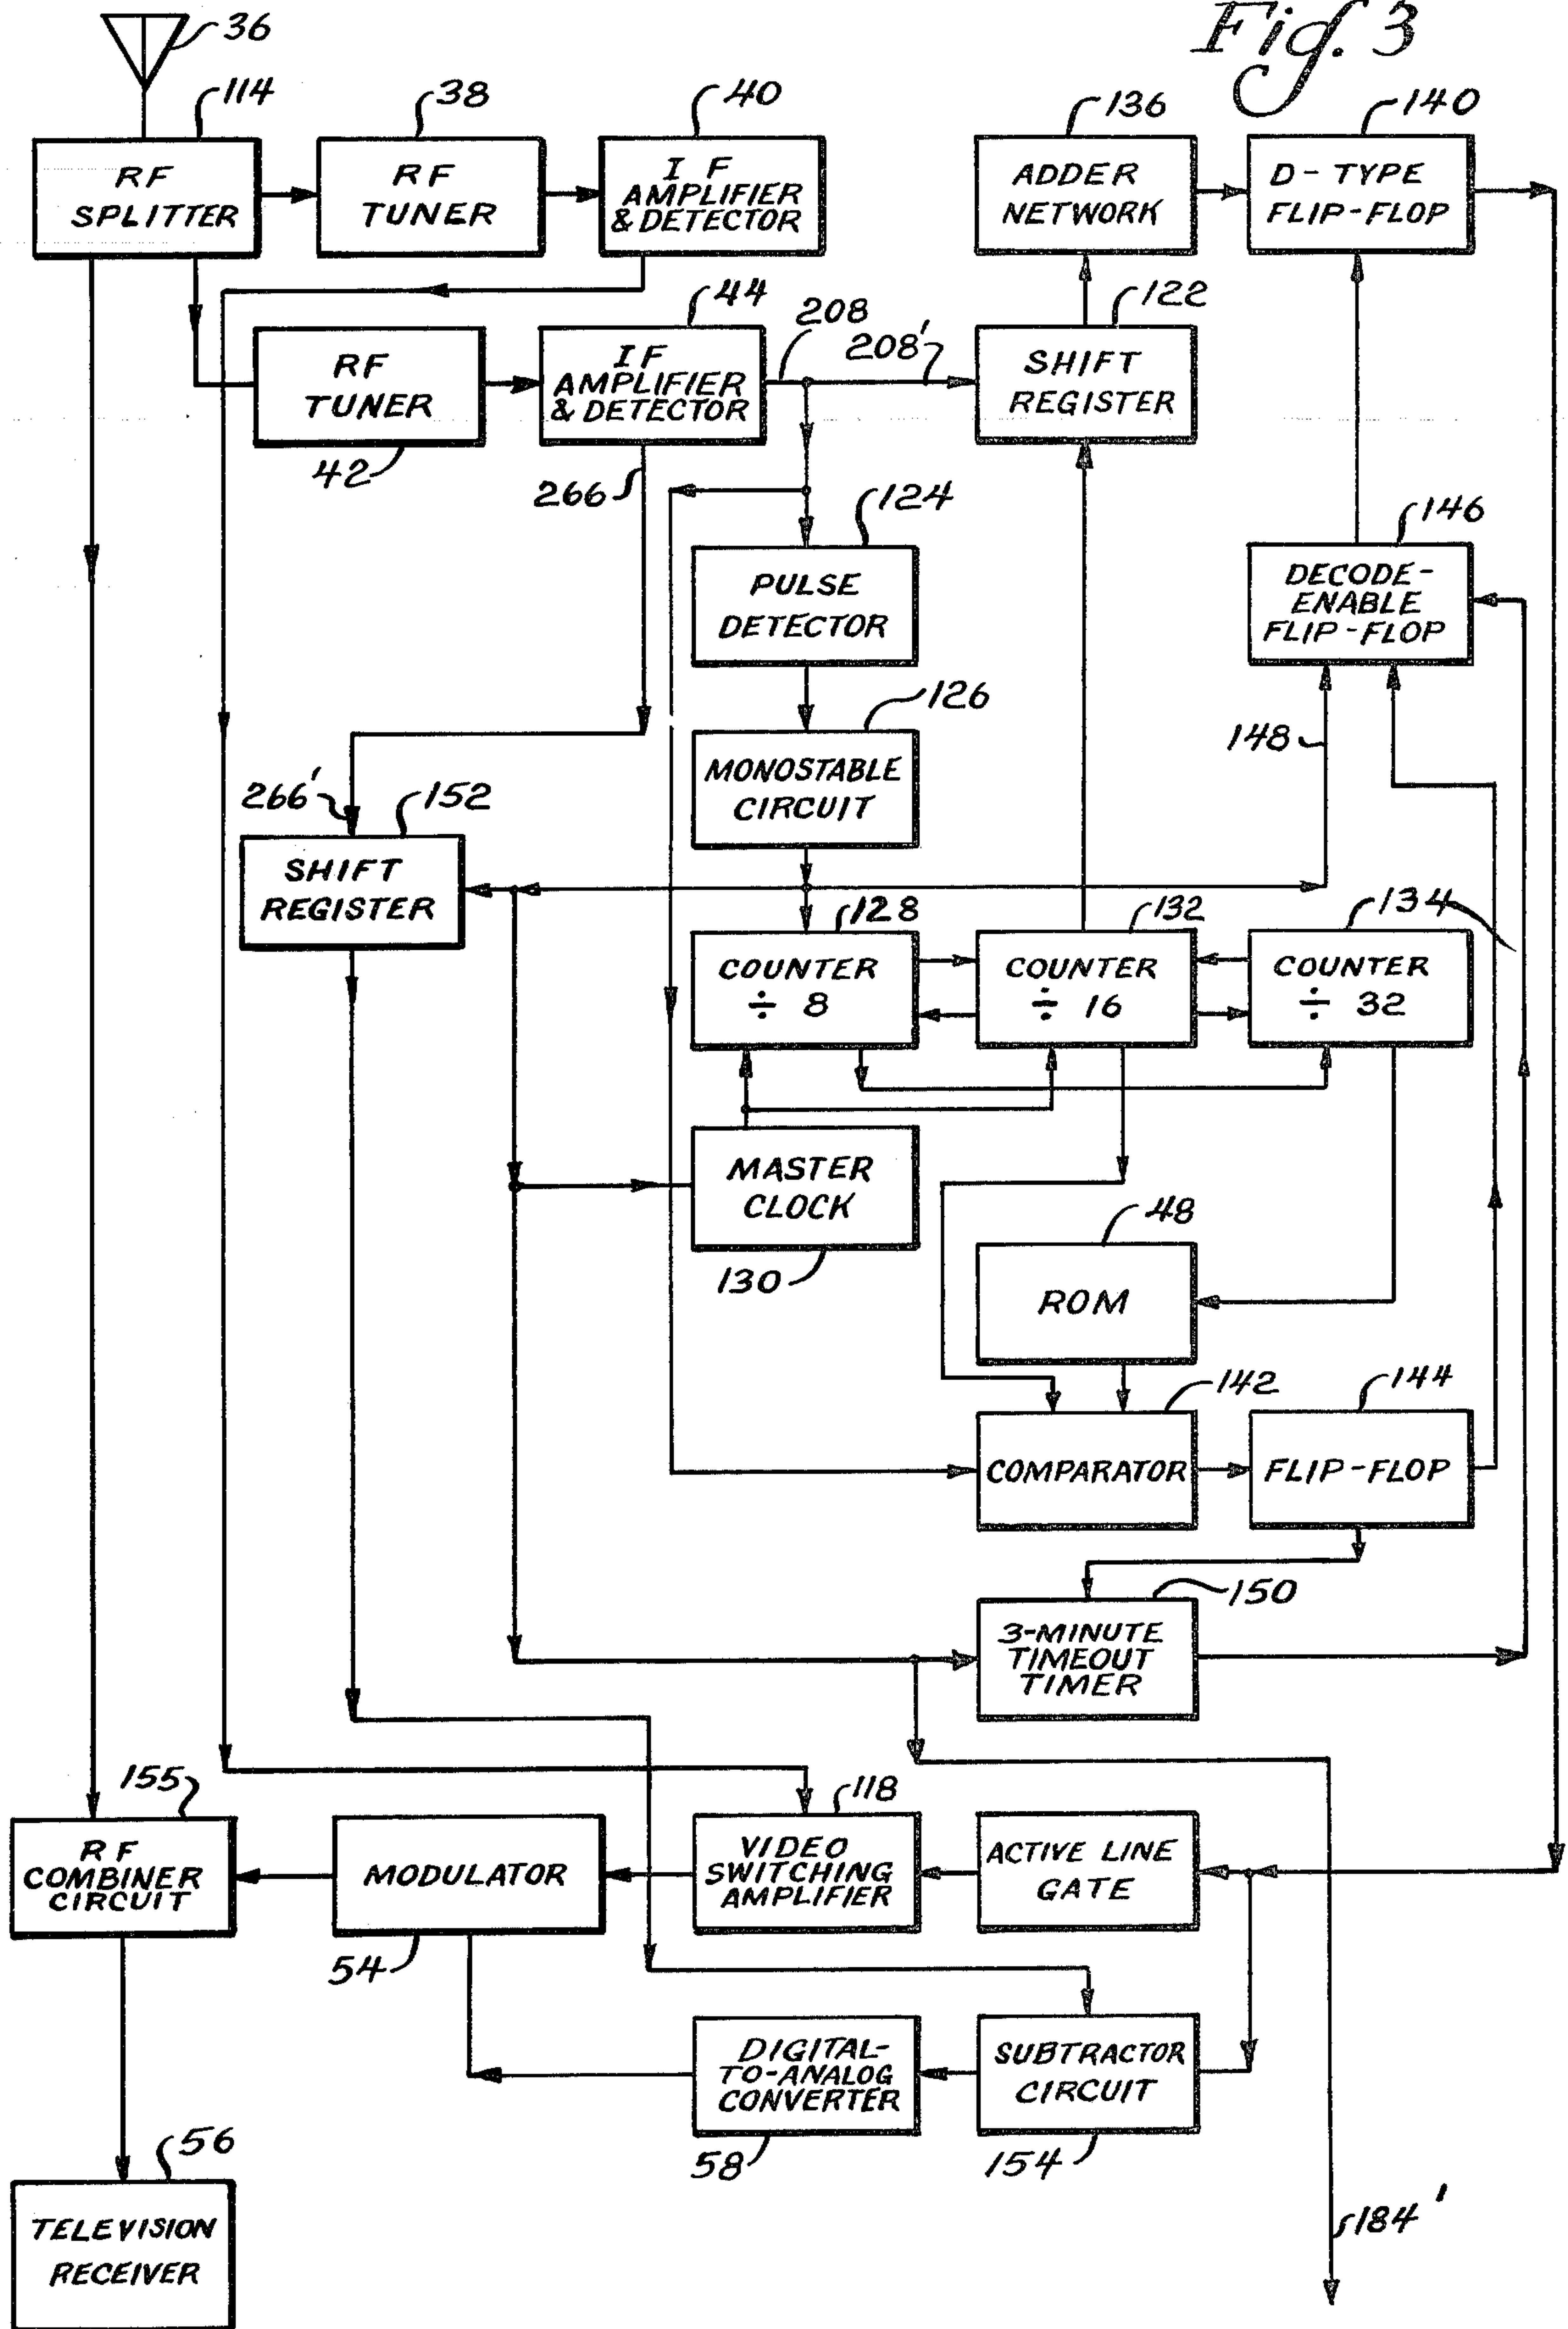 Fig. 3
36
114
38
40
136
140
RF
SPLITTER
RF
TUNER
I F
AMPLIFIER
& DETECTOR
ADDER
NETWORK
D-TYPE
FLIP-FLOP
44
208
208'
122
RF
TUNER
IF
AMPLIFIER
& DETECTOR
SHIFT
REGISTER
42
266
124
146
PULSE
DETECTOR
DECODE-
ENABLE
FLIP-FLOP
126
148
MONOSTABLE
CIRCUIT
266'
152
SHIFT
REGISTER
128
132
134
COUNTER
÷ 8
COUNTER
÷ 16
COUNTER
÷ 32
MASTER
CLOCK
130
48
ROM
142
144
COMPARATOR
FLIP-FLOP
150
3-MINUTE
TIMEOUT
TIMER
155
118
RF
COMBINER
CIRCUIT
MODULATOR
VIDEO
SWITCHING
AMPLIFIER
ACTIVE LINE
GATE
54
DIGITAL-
TO-ANALOG
CONVERTER
SUBTRACTOR
CIRCUIT
58
154
56
TELEVISION
RECEIVER
184'